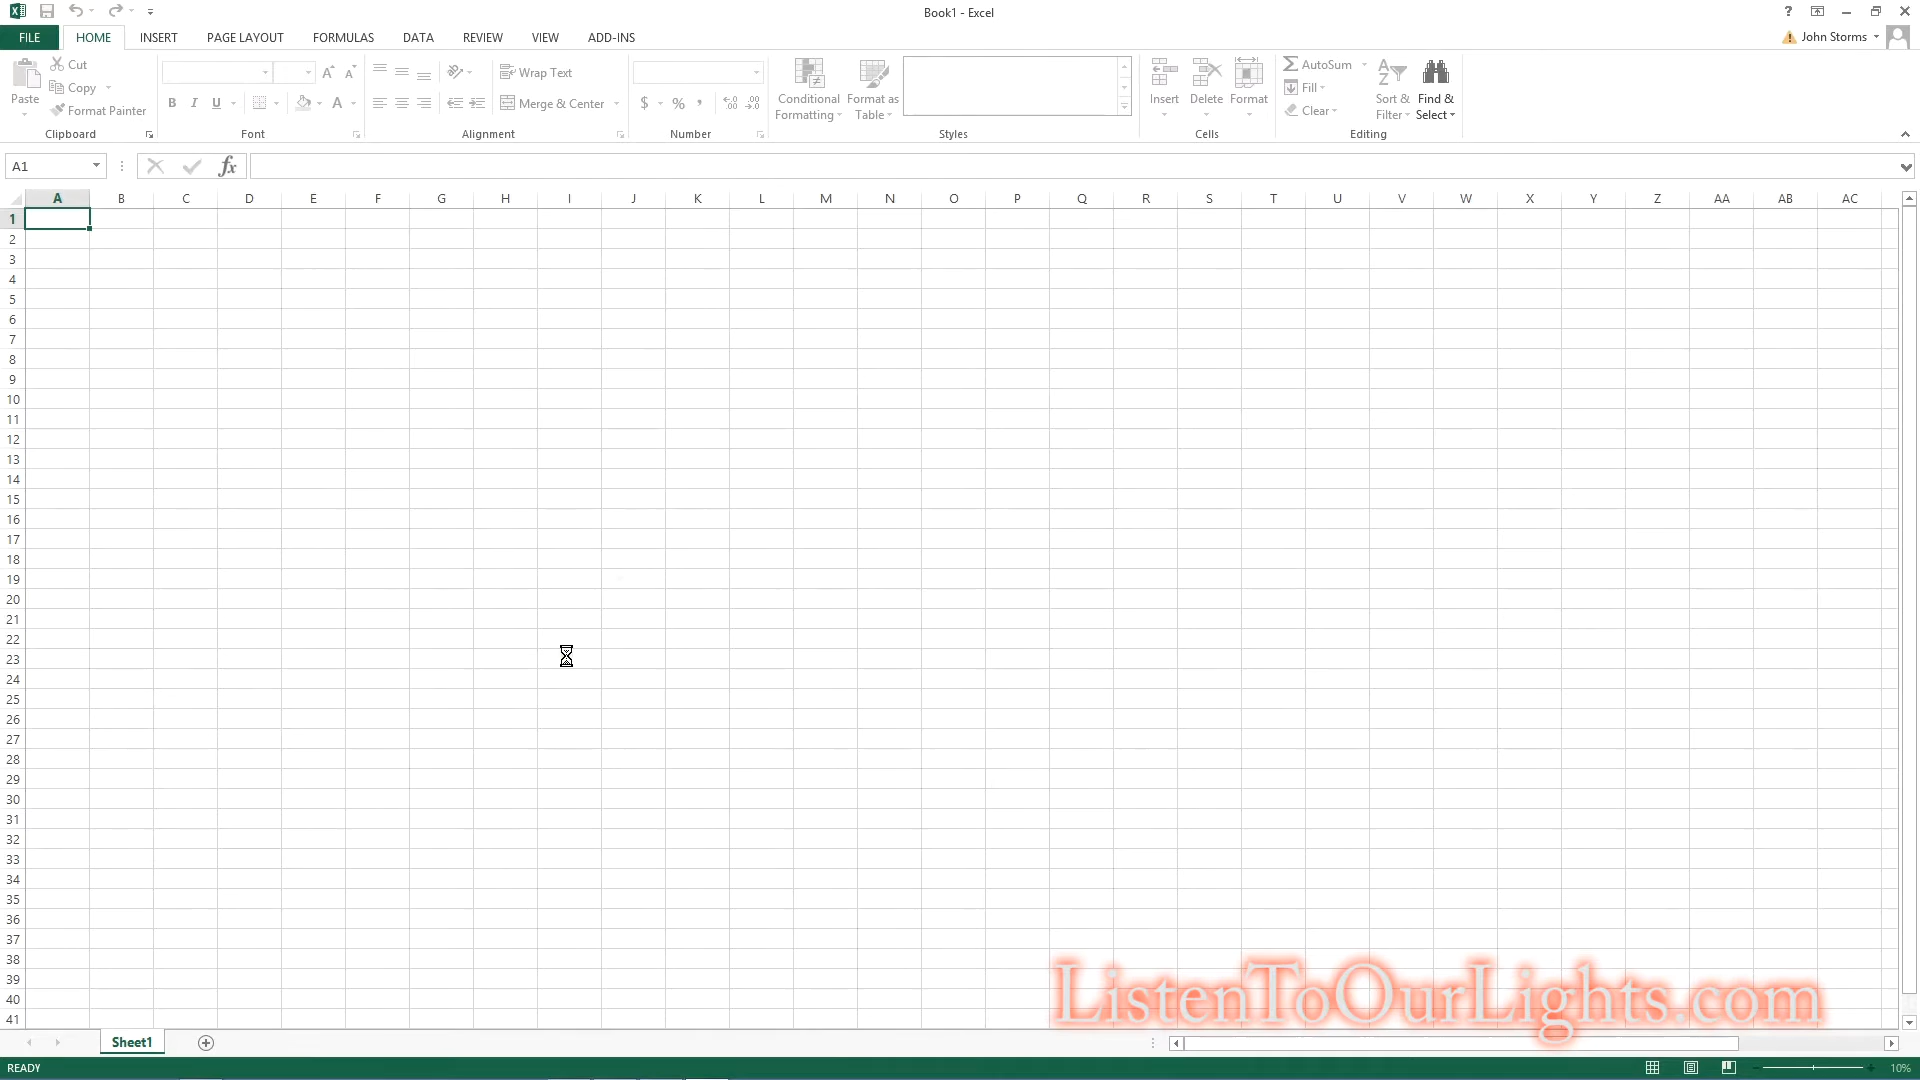 Book1 - Excel
?
FILE HOME INSERT PAGE LAYOUT FORMULAS DATA REVIEW VIEW ADD-INS
John Storms
Paste
Cut
Copy
Format Painter
Clipboard
B I U
Font
Wrap Text
Merge & Center
Alignment
$ % ,
Number
Conditional
Formatting
Format as
Table
Styles
Insert
Delete
Format
Cells
AutoSum
Fill
Clear
Sort &
Filter
Find &
Select
Editing
A1
fx
A B C D E F G H I J K L M N O P Q R S T U V W X Y Z AA AB AC
1
2
3
4
5
6
7
8
9
10
11
12
13
14
15
16
17
18
19
20
21
22
23
24
25
26
27
28
29
30
31
32
33
34
35
36
37
38
39
40
41
ListenToOurLights.com
Sheet1
READY
10%